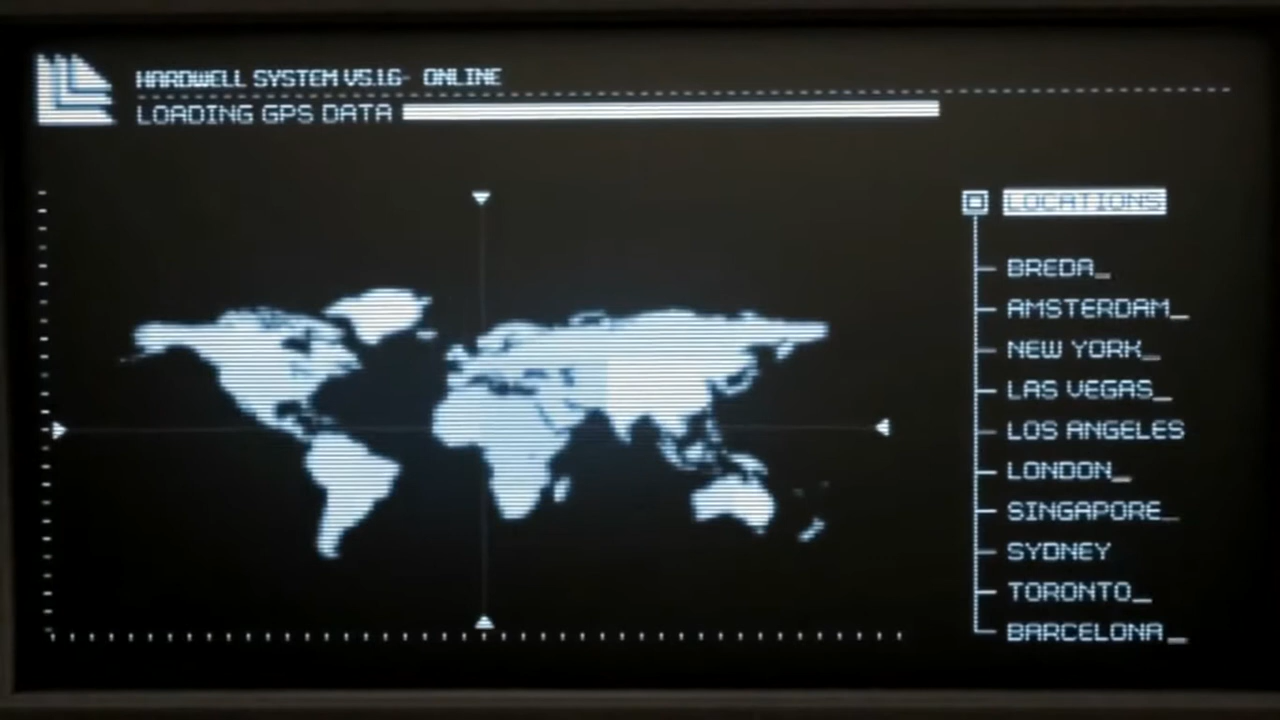 HARDWELL SYSTEM V5.1.6- ONLINE
LOADING GPS DATA
LOCATIONS
BREDA_
AMSTERDAM_
NEW YORK_
LAS VEGAS_
LOS ANGELES
LONDON_
SINGAPORE_
SYDNEY
TORONTO_
BARCELONA_